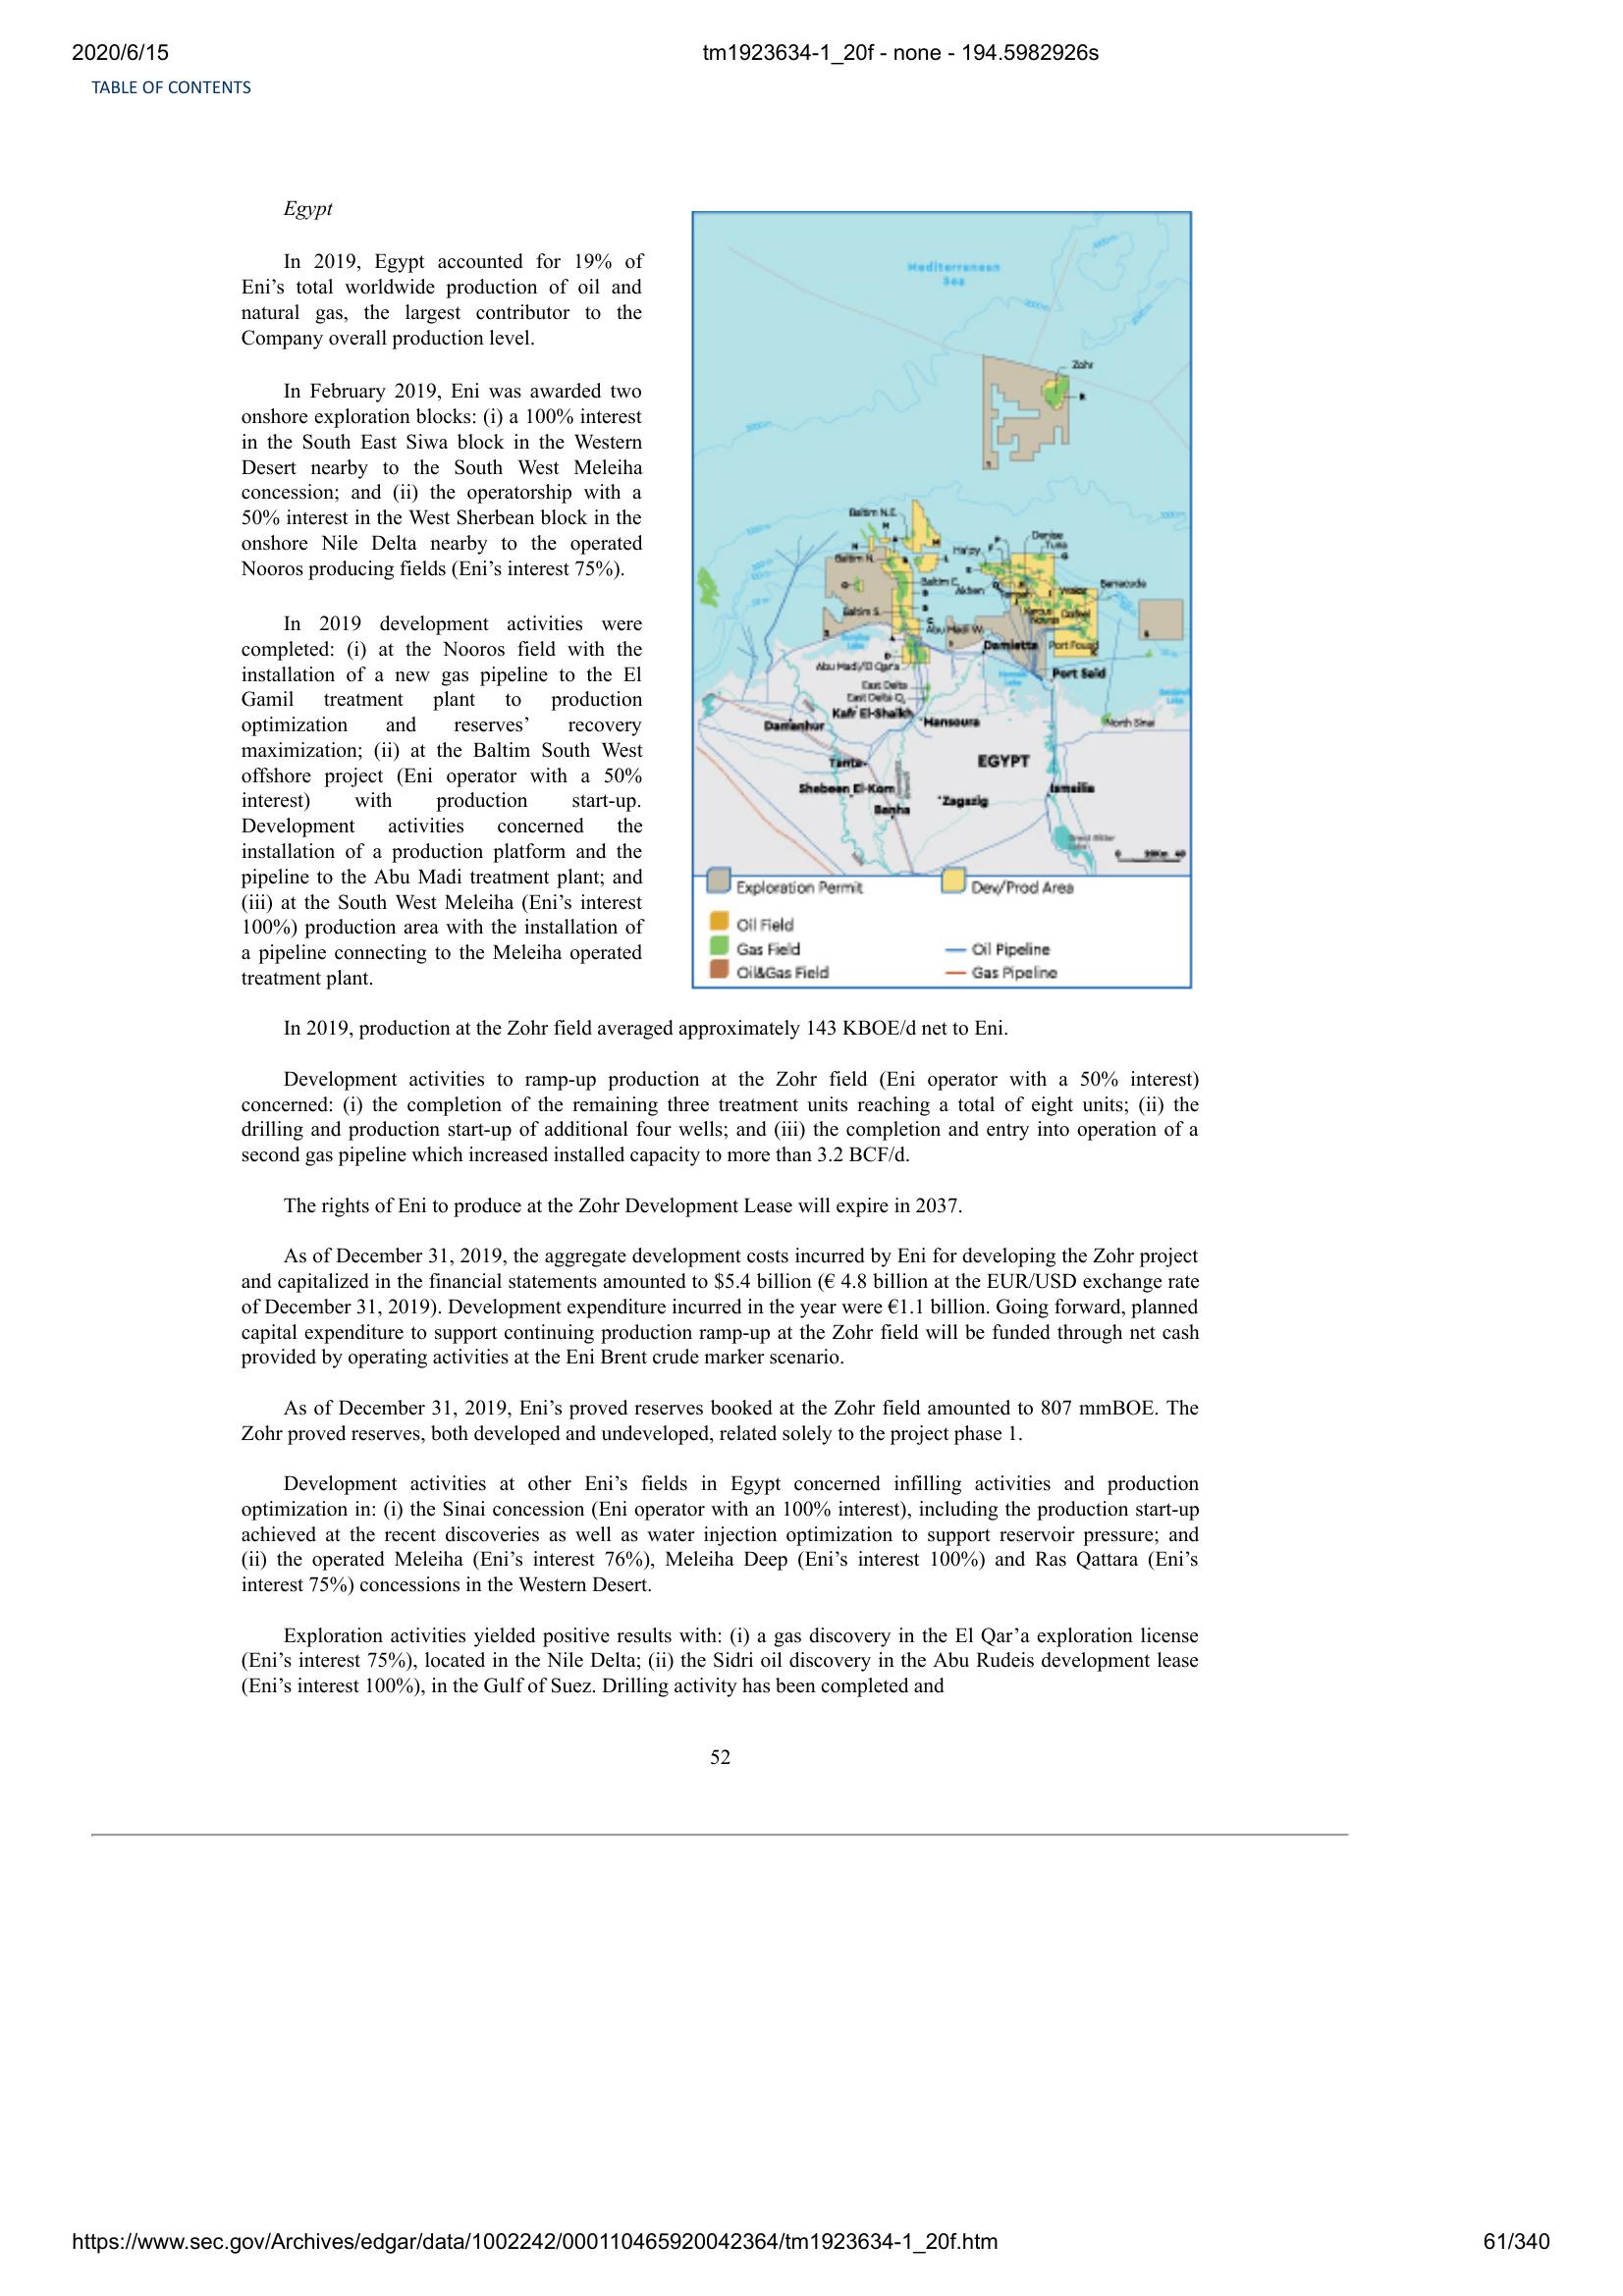 2020/6/15
tm1923634-1_20f - none - 194.5982926s
TABLE OF CONTENTS
Egypt
In 2019, Egypt accounted for 19% of
Eni’s total worldwide production of oil and
natural gas, the largest contributor to the
Company overall production level.
In February 2019, Eni was awarded two
onshore exploration blocks: (i) a 100% interest
in the South East Siwa block in the Western
Desert nearby to the South West Meleiha
concession; and (ii) the operatorship with a
50% interest in the West Sherbean block in the
onshore Nile Delta nearby to the operated
Nooros producing fields (Eni’s interest 75%).
In 2019 development activities were
completed: (i) at the Nooros field with the
installation of a new gas pipeline to the El
Gamil treatment plant to production
optimization and reserves’ recovery
maximization; (ii) at the Baltim South West
offshore project (Eni operator with a 50%
interest) with production start-up.
Development activities concerned the
installation of a production platform and the
pipeline to the Abu Madi treatment plant; and
(iii) at the South West Meleiha (Eni’s interest
100%) production area with the installation of
a pipeline connecting to the Meleiha operated
treatment plant.
Mediterranean
Sea
Zohr
Baltim N.E.
Denise
Tuna
Ha'py
Baltim N.
Baltim C.
Akhen
Barracuda
Baltim S.
Abu Madi W.
Damietta
Port Fouad
Abu Madi/El Qar'a
Port Said
East Delta
Kafr El-Shaikh
Mansoura
Damanhur
North Sinai
EGYPT
Tanta
Shebeen El-Kom
Ismailia
Zagazig
Banha
Exploration Permit
Dev/Prod Area
Oil Field
Gas Field
Oil Pipeline
Oil&Gas Field
Gas Pipeline
In 2019, production at the Zohr field averaged approximately 143 KBOE/d net to Eni.
Development activities to ramp-up production at the Zohr field (Eni operator with a 50% interest)
concerned: (i) the completion of the remaining three treatment units reaching a total of eight units; (ii) the
drilling and production start-up of additional four wells; and (iii) the completion and entry into operation of a
second gas pipeline which increased installed capacity to more than 3.2 BCF/d.
The rights of Eni to produce at the Zohr Development Lease will expire in 2037.
As of December 31, 2019, the aggregate development costs incurred by Eni for developing the Zohr project
and capitalized in the financial statements amounted to $5.4 billion (€ 4.8 billion at the EUR/USD exchange rate
of December 31, 2019). Development expenditure incurred in the year were €1.1 billion. Going forward, planned
capital expenditure to support continuing production ramp-up at the Zohr field will be funded through net cash
provided by operating activities at the Eni Brent crude marker scenario.
As of December 31, 2019, Eni’s proved reserves booked at the Zohr field amounted to 807 mmBOE. The
Zohr proved reserves, both developed and undeveloped, related solely to the project phase 1.
Development activities at other Eni’s fields in Egypt concerned infilling activities and production
optimization in: (i) the Sinai concession (Eni operator with an 100% interest), including the production start-up
achieved at the recent discoveries as well as water injection optimization to support reservoir pressure; and
(ii) the operated Meleiha (Eni’s interest 76%), Meleiha Deep (Eni’s interest 100%) and Ras Qattara (Eni’s
interest 75%) concessions in the Western Desert.
Exploration activities yielded positive results with: (i) a gas discovery in the El Qar’a exploration license
(Eni’s interest 75%), located in the Nile Delta; (ii) the Sidri oil discovery in the Abu Rudeis development lease
(Eni’s interest 100%), in the Gulf of Suez. Drilling activity has been completed and
52
https://www.sec.gov/Archives/edgar/data/1002242/000110465920042364/tm1923634-1_20f.htm
61/340